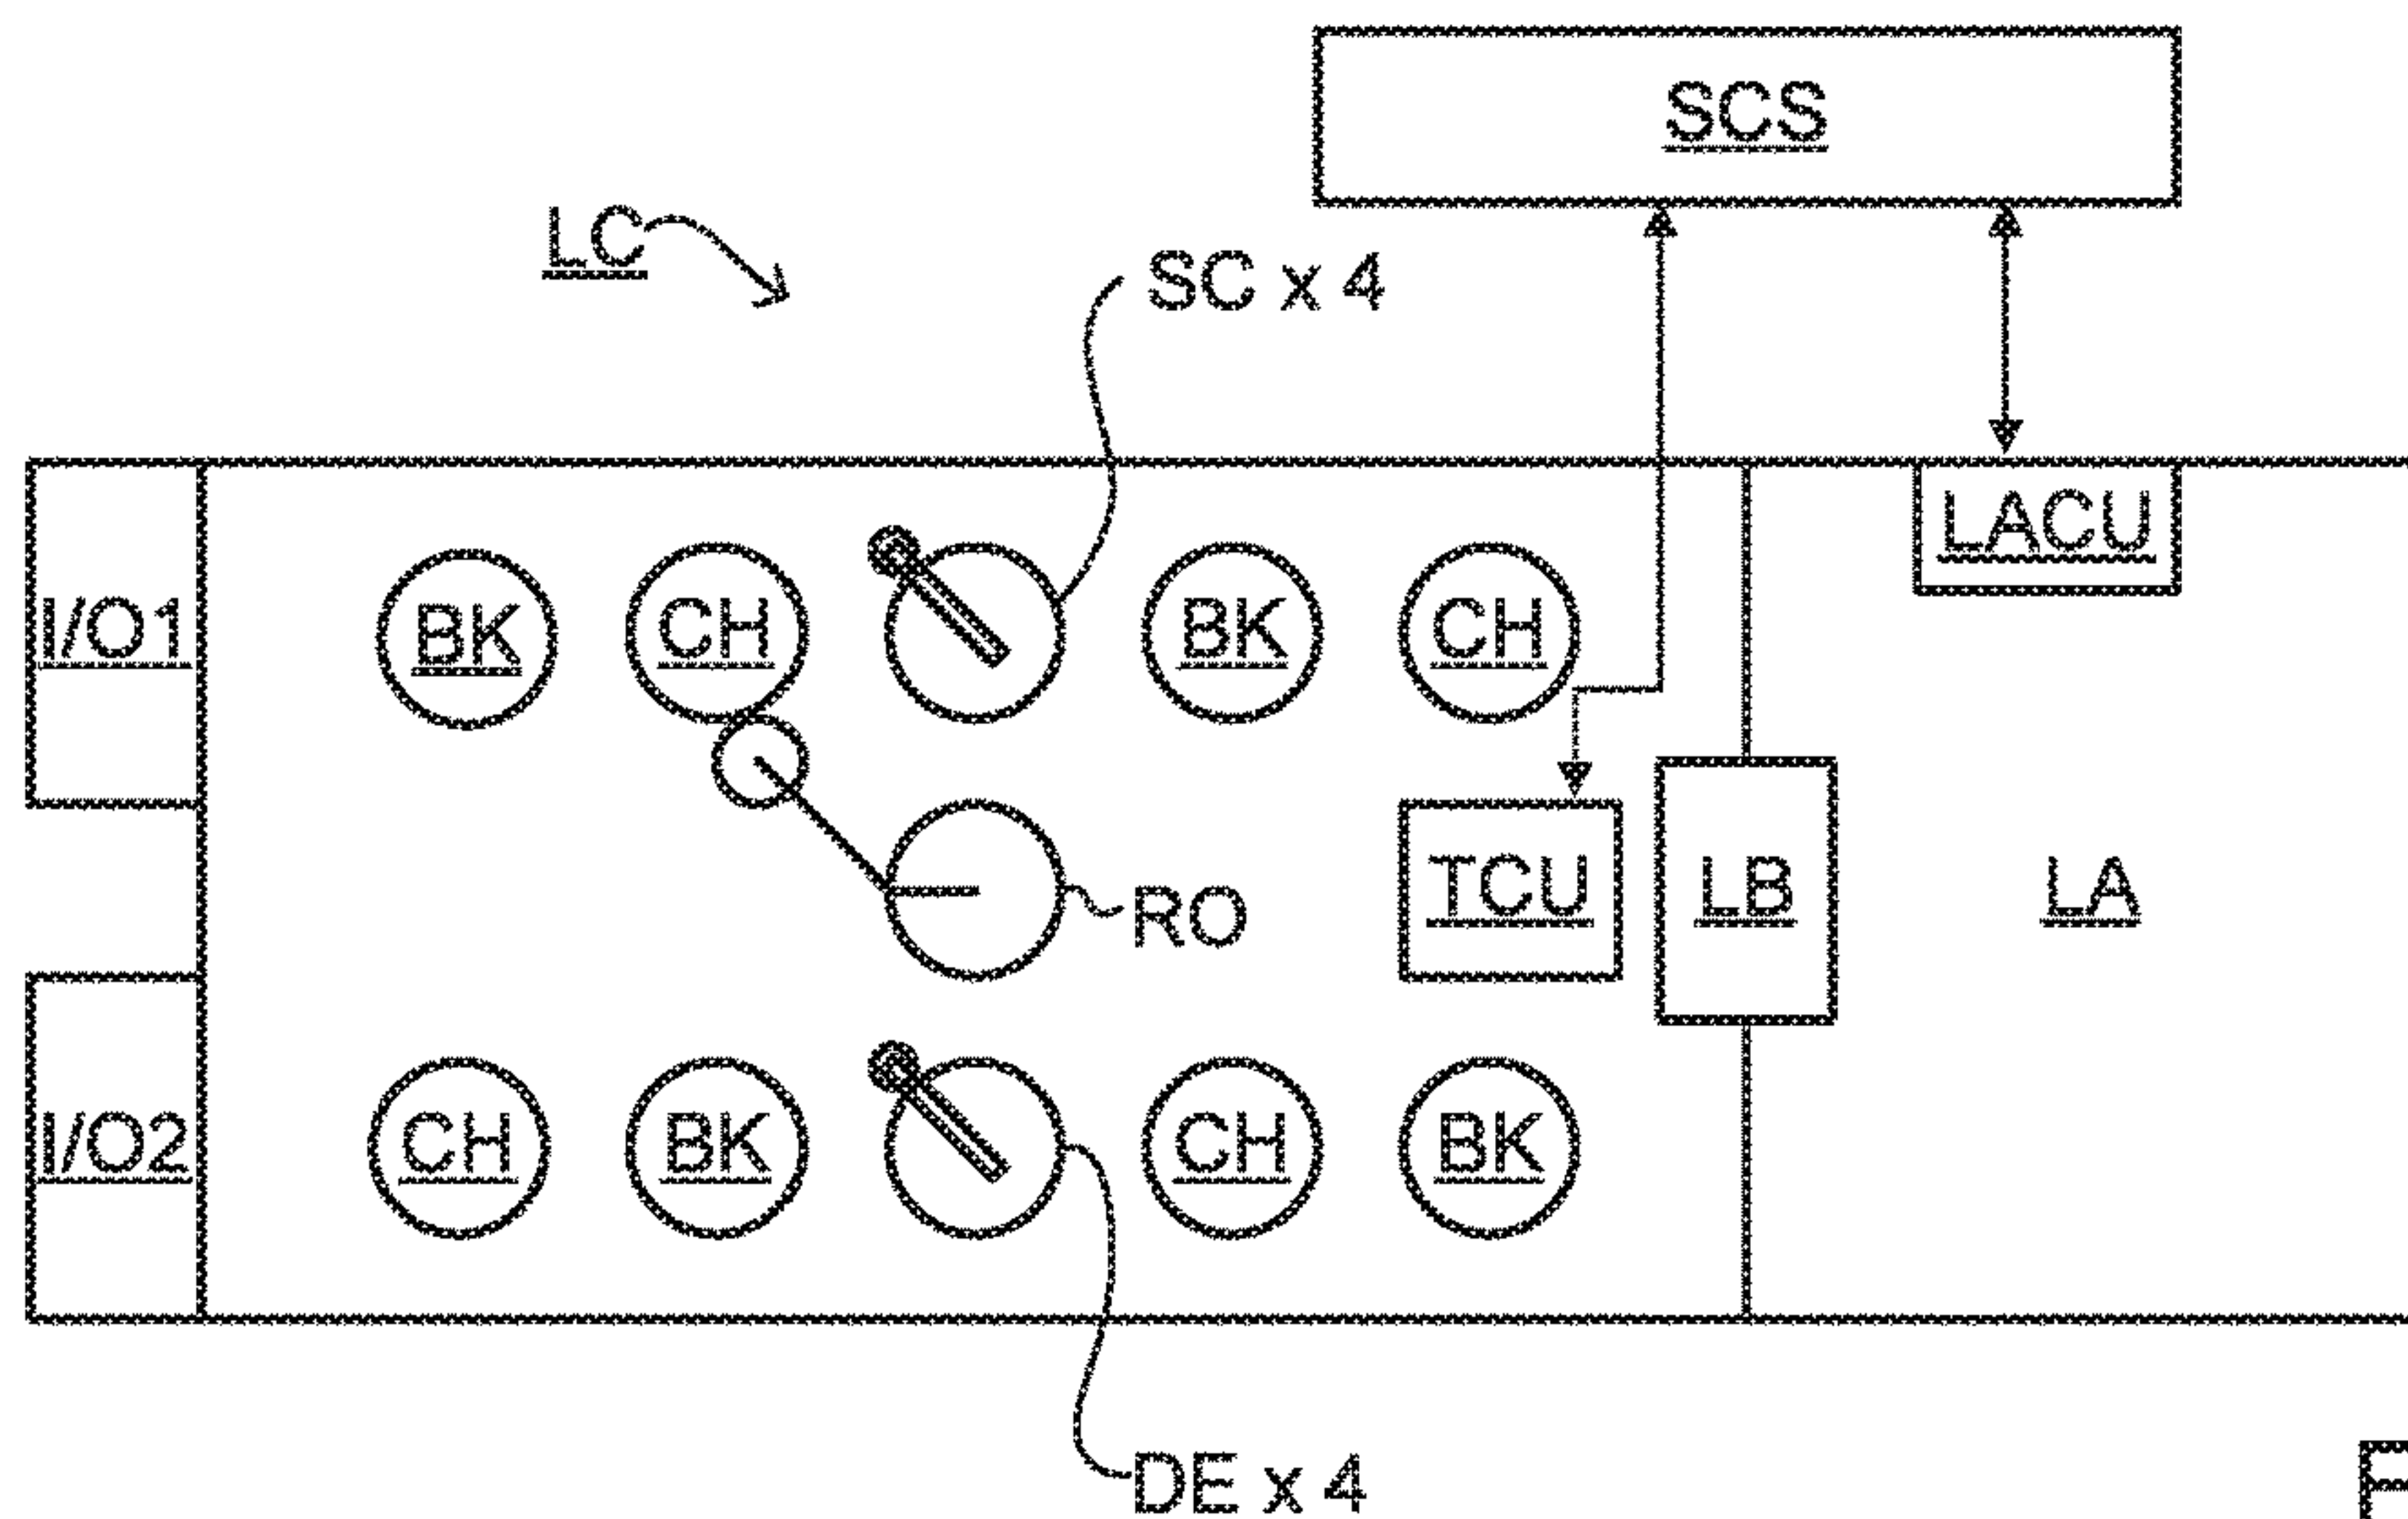 SCS
LC
SC x 4
LACU
I/O1
BK
CH
BK
CH
RO
TCU
LB
LA
I/O2
CH
BK
CH
BK
DE x 4
F